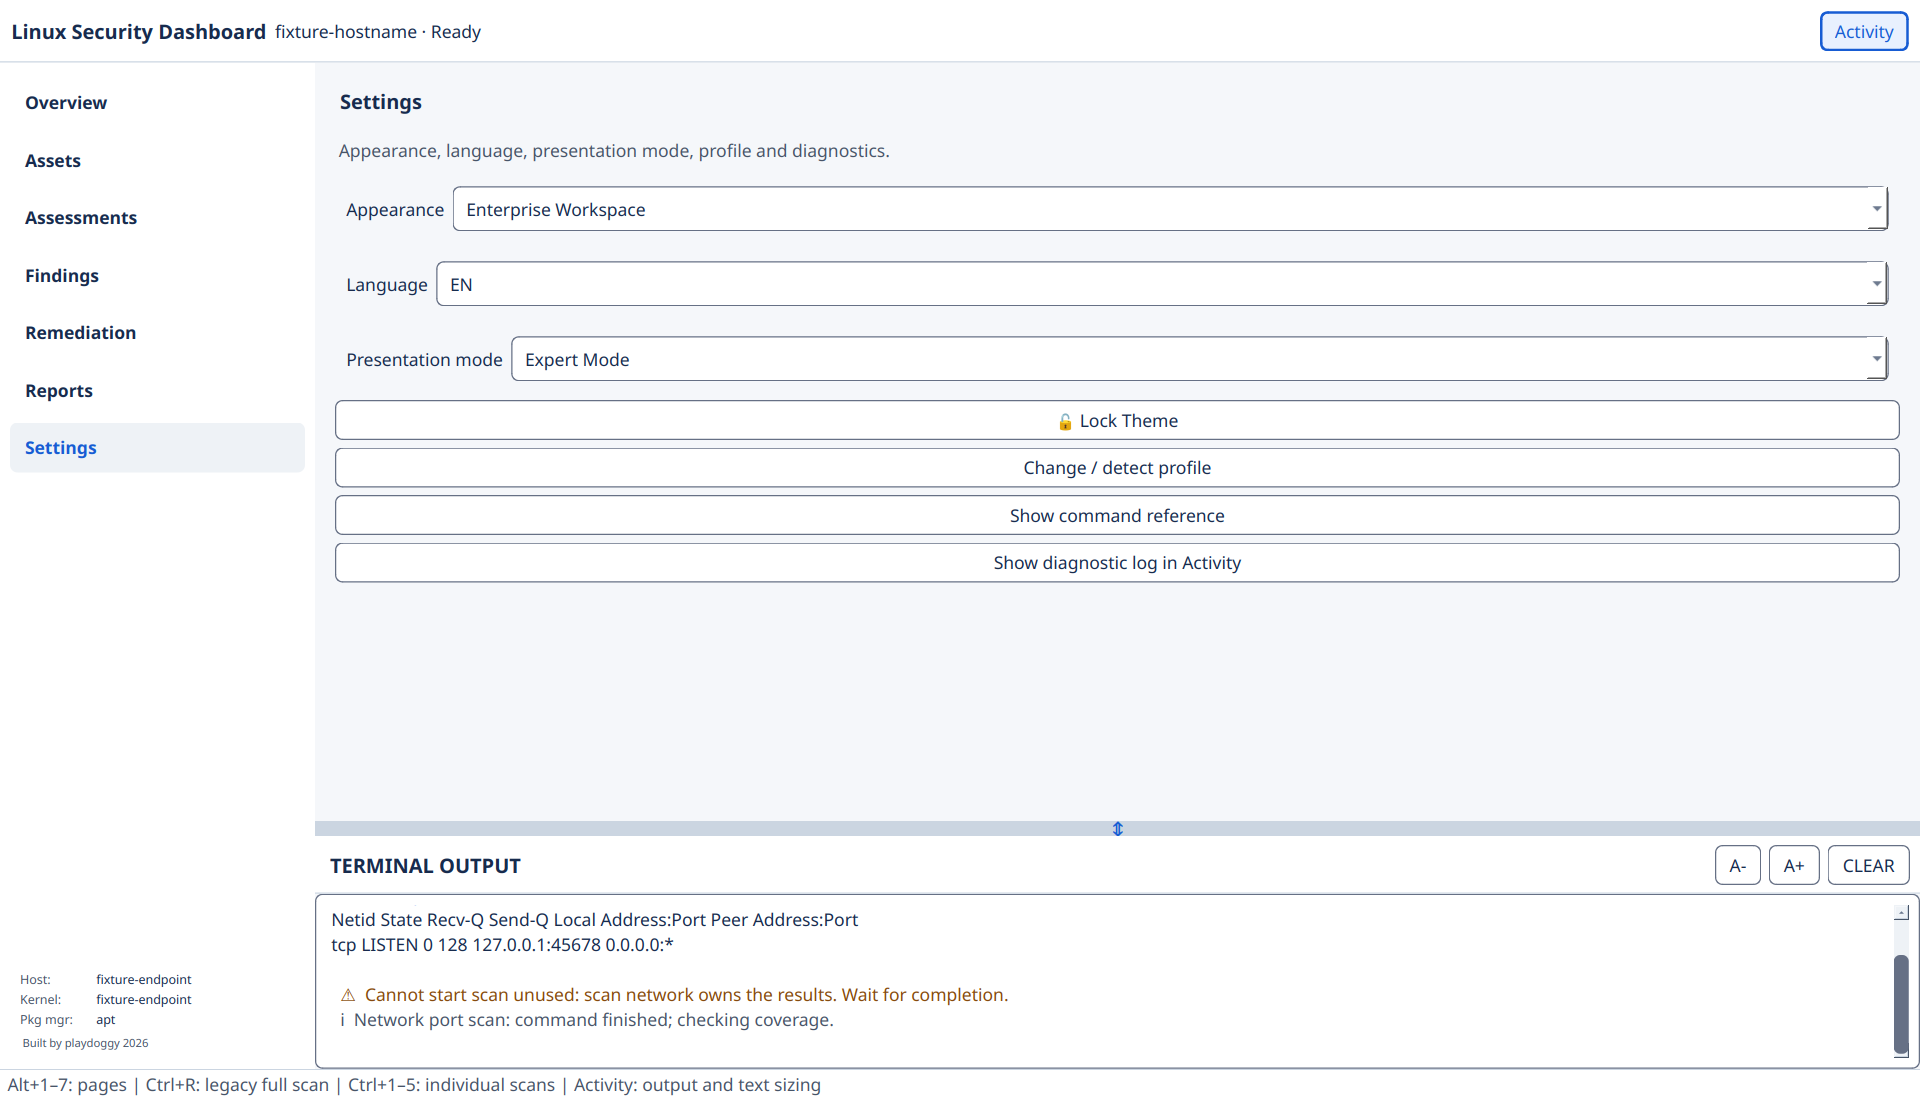 Linux Security Dashboard fixture-hostname · Ready
Activity
Overview
Assets
Assessments
Findings
Remediation
Reports
Settings
Settings
Appearance, language, presentation mode, profile and diagnostics.
Appearance Enterprise Workspace
Language EN
Presentation mode Expert Mode
🔓 Lock Theme
Change / detect profile
Show command reference
Show diagnostic log in Activity
TERMINAL OUTPUT
A- A+ CLEAR
Netid State Recv-Q Send-Q Local Address:Port Peer Address:Port
tcp LISTEN 0 128 127.0.0.1:45678 0.0.0.0:*
⚠ Cannot start scan unused: scan network owns the results. Wait for completion.
i Network port scan: command finished; checking coverage.
Host: fixture-endpoint
Kernel: fixture-endpoint
Pkg mgr: apt
Built by playdoggy 2026
Alt+1–7: pages | Ctrl+R: legacy full scan | Ctrl+1–5: individual scans | Activity: output and text sizing